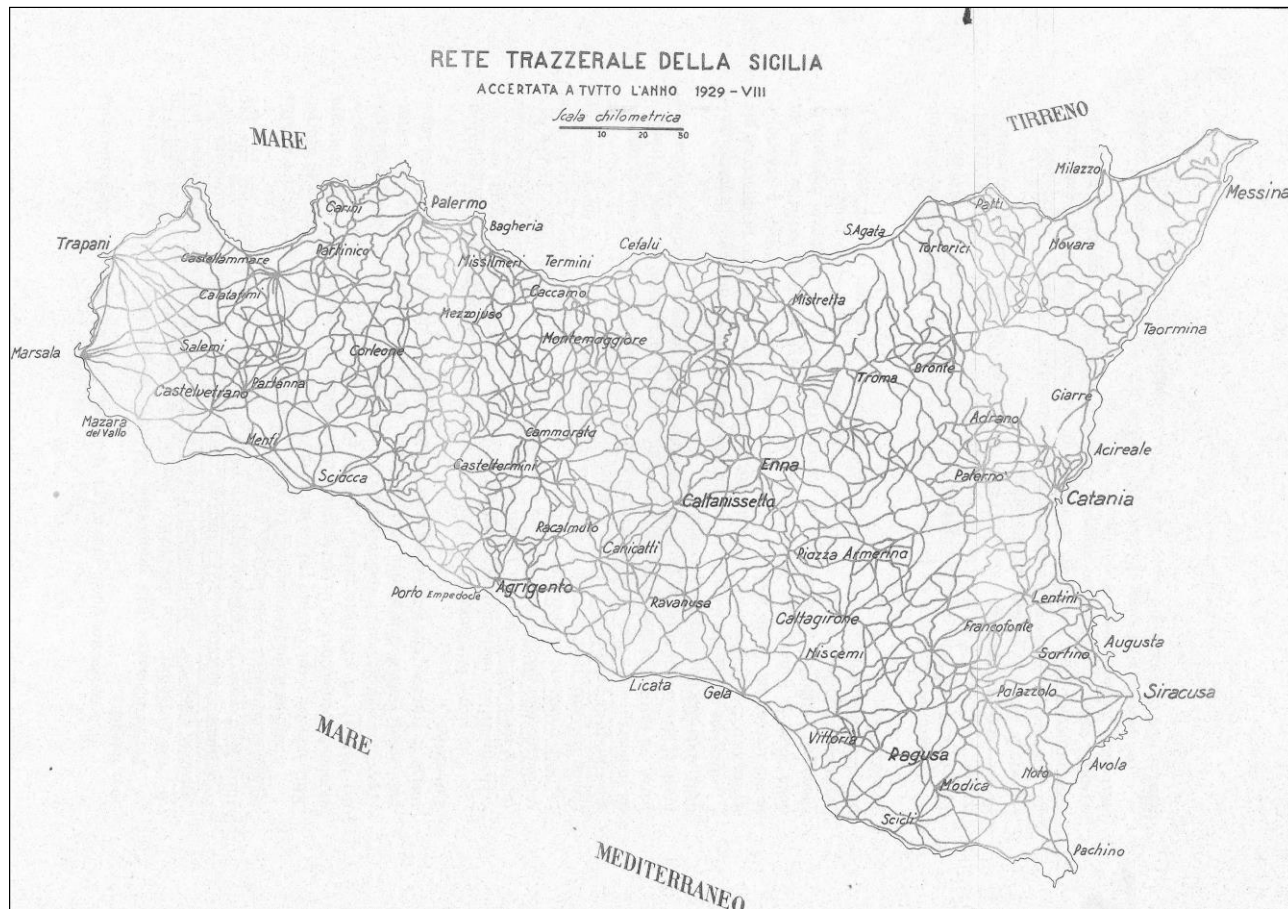 RETE TRAZZERALE DELLA SICILIA
ACCERTATA A TVTTO L'ANNO 1929 - VIII
Scala chilometrica
10 20 50
MARE
TIRRENO
Milazzo
Messina
Carini
Palermo
Bagheria
Patti
Trapani
Castellammare
Partinico
Missilmeri
Termini
Cefalù
S.Agata
Tortorici
Novara
Calatafimi
Caccamo
Mezzojuso
Mistretta
Taormina
Marsala
Salemi
Corleone
Montemaggiore
Castelvetrano
Partanna
Troina
Bronte
Giarre
Mazara
del Vallo
Menfi
Cammarata
Adrano
Acireale
Sciacca
Casteltermini
Enna
Paternò
Catania
Caltanissetta
Racalmuto
Canicatti
Piazza Armerina
Porto Empedocle
Agrigento
Ravanusa
Caltagirone
Lentini
Francofonte
Augusta
Niscemi
Sortino
Licata
Gela
Palazzolo
Siracusa
MARE
Vittoria
Ragusa
Avola
Noto
Modica
Scicli
Pachino
MEDITERRANEO